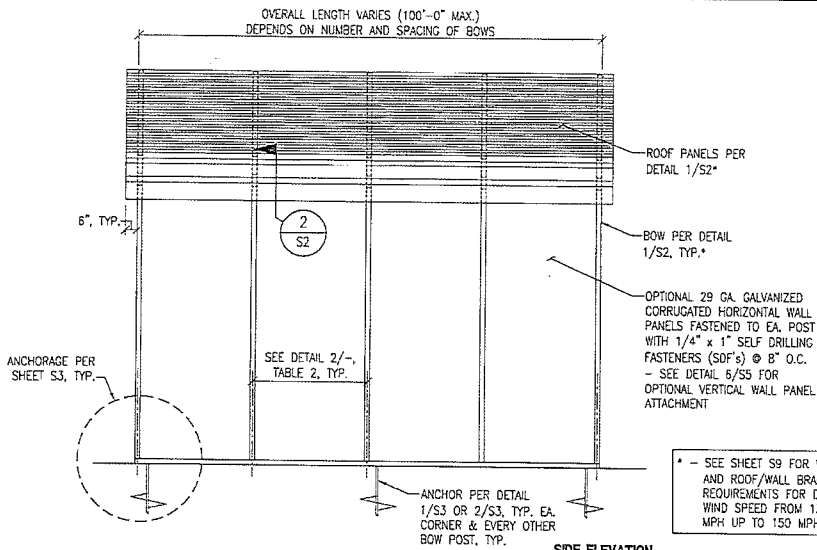 OVERALL LENGTH VARIES (100'-0" MAX.)
DEPENDS ON NUMBER AND SPACING OF BOWS
ROOF PANELS PER
DETAIL 1/S2*
6", TYP.
2
S2
BOW PER DETAIL
1/S2, TYP.*
OPTIONAL 29 GA. GALVANIZED
CORRUGATED HORIZONTAL WALL
PANELS FASTENED TO EA. POST
WITH 1/4" x 1" SELF DRILLING
FASTENERS (SDF's) @ 8" O.C.
- SEE DETAIL 6/S5 FOR
OPTIONAL VERTICAL WALL PANEL
ATTACHMENT
ANCHORAGE PER
SHEET S3, TYP.
SEE DETAIL 2/-,
TABLE 2, TYP.
ANCHOR PER DETAIL
1/S3 OR 2/S3, TYP. EA.
CORNER & EVERY OTHER
BOW POST, TYP.
* - SEE SHEET S9 FOR
AND ROOF/WALL
REQUIREMENTS FOR
WIND SPEED FROM
MPH UP TO 150
SIDE ELEVATION